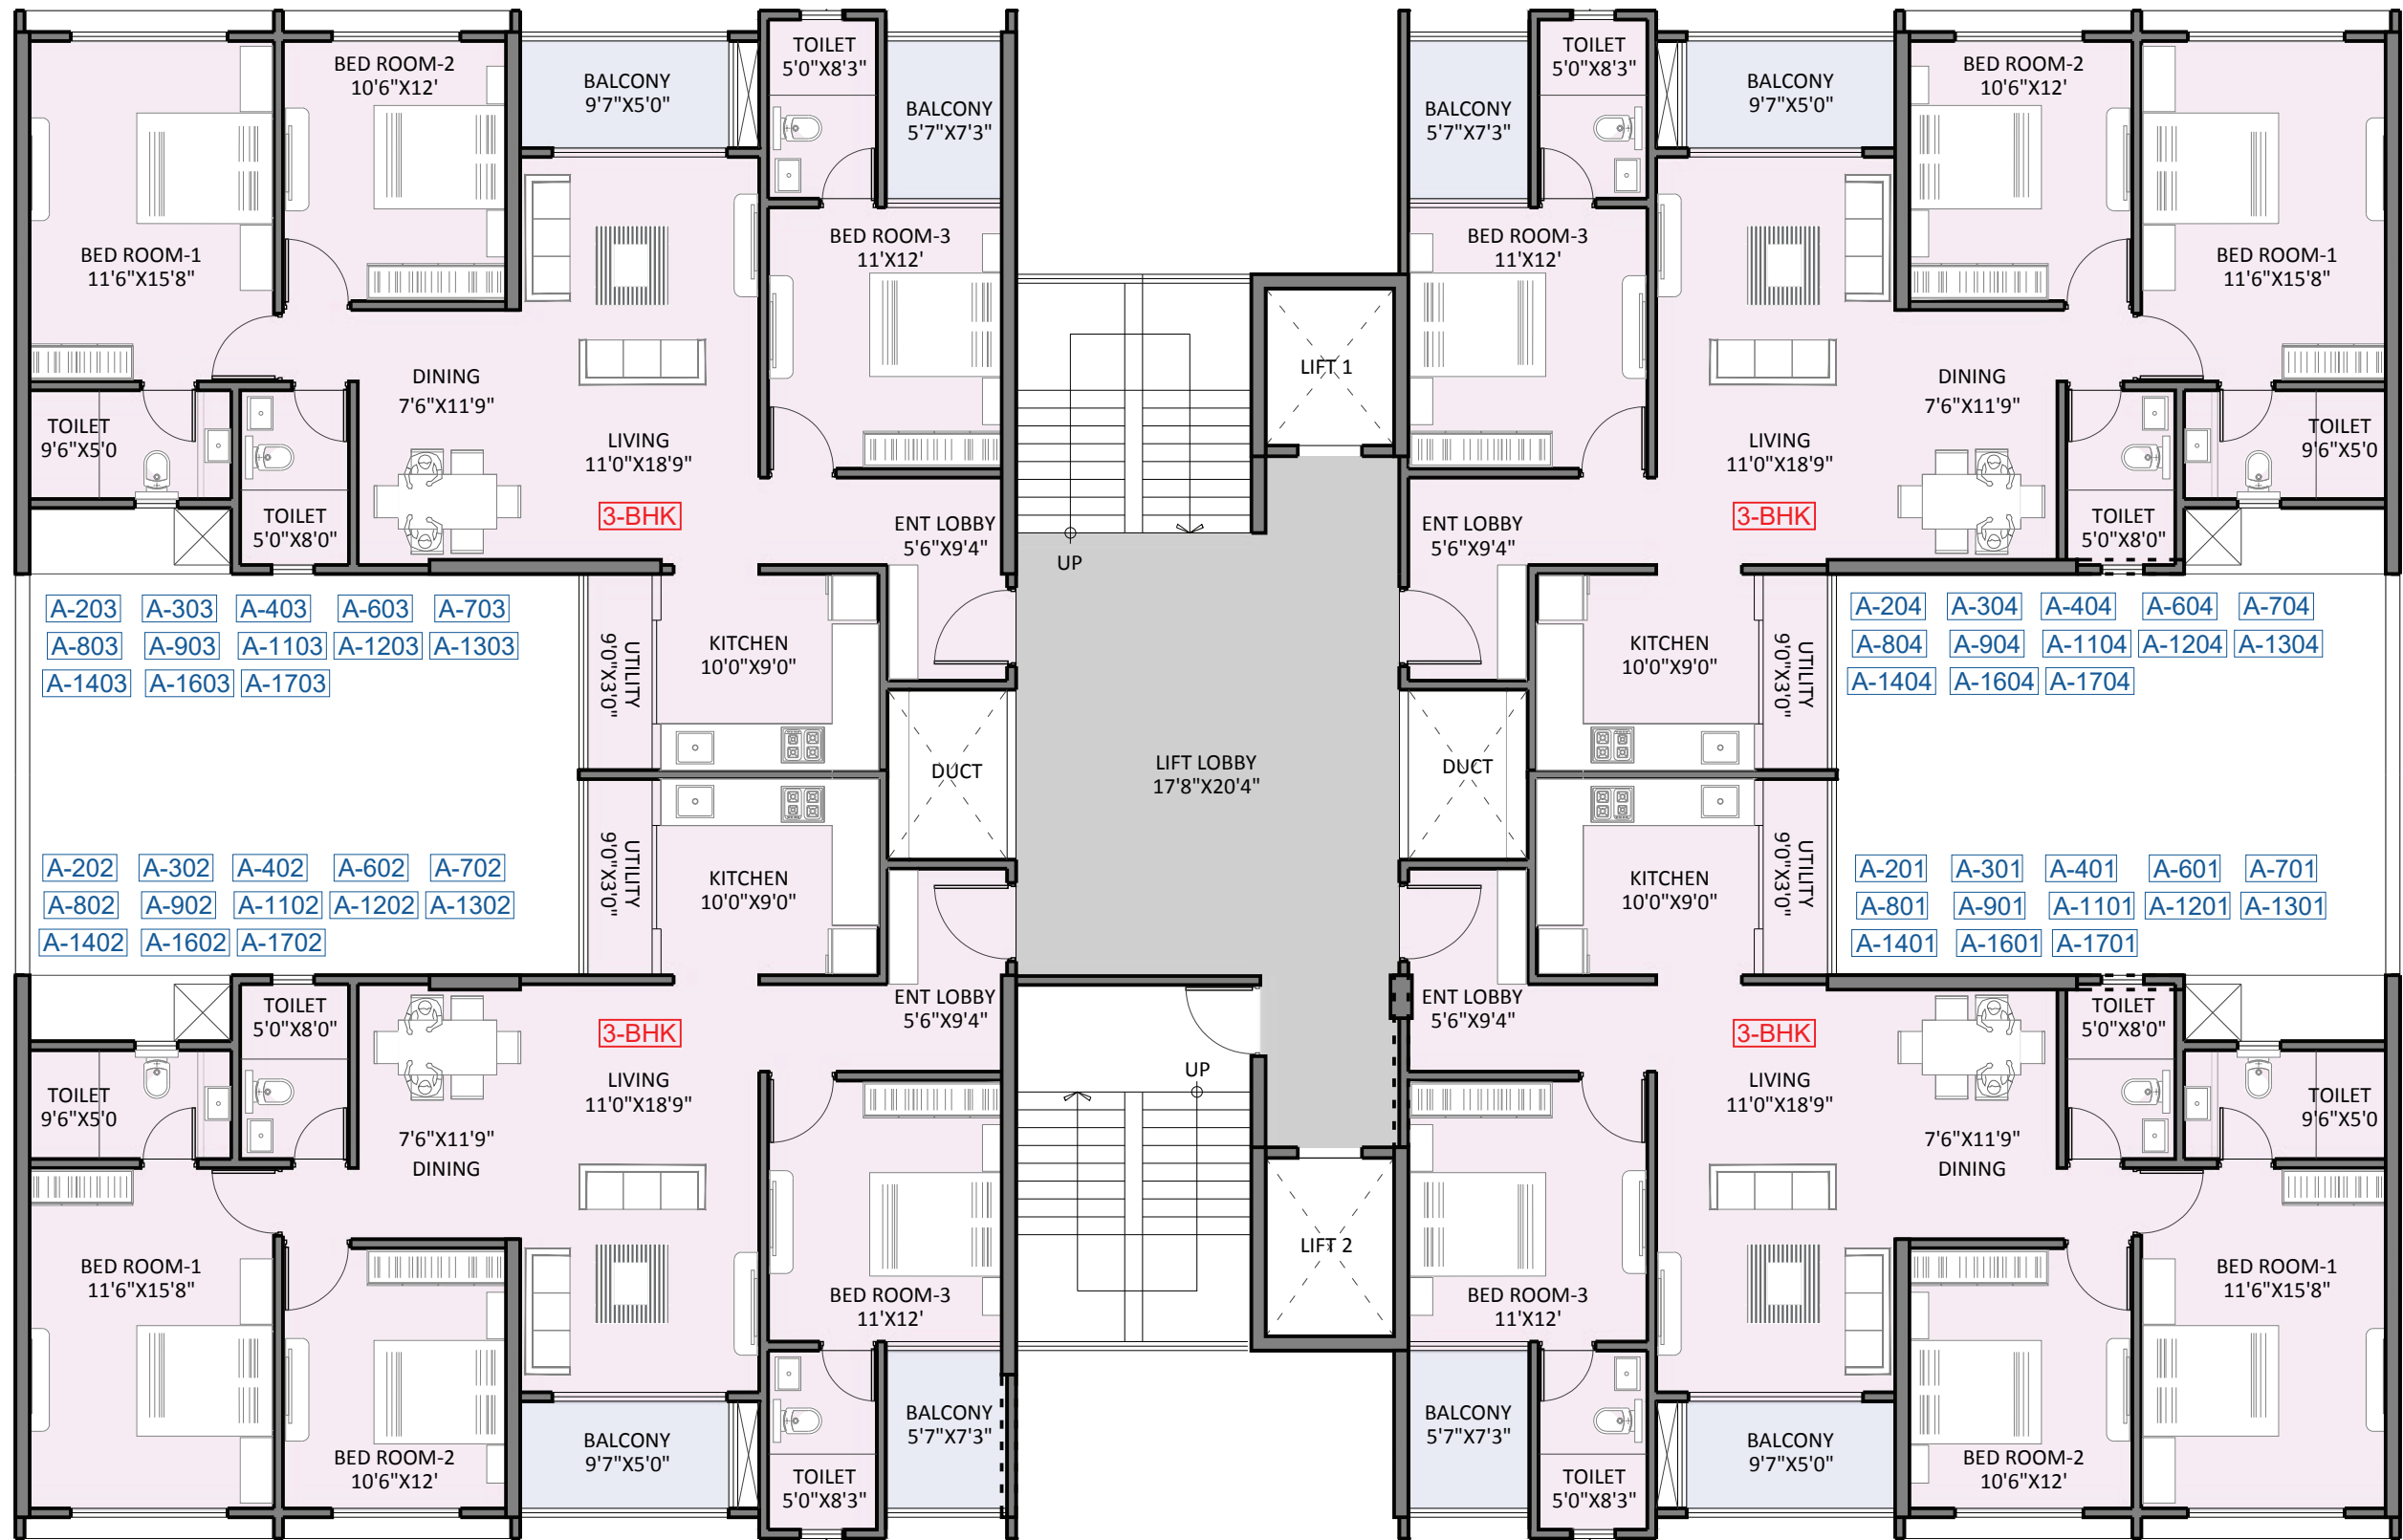 TOILET
5'0"X8'3"
BED ROOM-2
10'6"X12'
BALCONY
9'7"X5'0"
BALCONY
5'7"X7'3"
BED ROOM-1
11'6"X15'8"
BED ROOM-3
11'X12'
DINING
7'6"X11'9"
TOILET
9'6"X5'0
LIVING
11'0"X18'9"
3-BHK
TOILET
5'0"X8'0"
ENT LOBBY
5'6"X9'4"
A-203 A-303 A-403 A-603 A-703
A-803 A-903 A-1103 A-1203 A-1303
A-1403 A-1603 A-1703
UTILITY
9'0"X3'0"
KITCHEN
10'0"X9'0"
DUCT
TOILET
5'0"X8'3"
BALCONY
5'7"X7'3"
BALCONY
9'7"X5'0"
BED ROOM-2
10'6"X12'
BED ROOM-3
11'X12'
BED ROOM-1
11'6"X15'8"
LIFT 1
DINING
7'6"X11'9"
LIVING
11'0"X18'9"
TOILET
9'6"X5'0
3-BHK
ENT LOBBY
5'6"X9'4"
TOILET
5'0"X8'0"
UP
A-204 A-304 A-404 A-604 A-704
A-804 A-904 A-1104 A-1204 A-1304
A-1404 A-1604 A-1704
KITCHEN
10'0"X9'0"
UTILITY
9'0"X3'0"
DUCT
LIFT LOBBY
17'8"X20'4"
A-202 A-302 A-402 A-602 A-702
A-802 A-902 A-1102 A-1202 A-1302
A-1402 A-1602 A-1702
UTILITY
9'0"X3'0"
KITCHEN
10'0"X9'0"
TOILET
5'0"X8'0"
ENT LOBBY
5'6"X9'4"
3-BHK
LIVING
11'0"X18'9"
TOILET
9'6"X5'0
7'6"X11'9"
DINING
BED ROOM-1
11'6"X15'8"
BED ROOM-3
11'X12'
BALCONY
5'7"X7'3"
BALCONY
9'7"X5'0"
BED ROOM-2
10'6"X12'
TOILET
5'0"X8'3"
KITCHEN
10'0"X9'0"
UTILITY
9'0"X3'0"
A-201 A-301 A-401 A-601 A-701
A-801 A-901 A-1101 A-1201 A-1301
A-1401 A-1601 A-1701
ENT LOBBY
5'6"X9'4"
TOILET
5'0"X8'0"
3-BHK
UP
LIVING
11'0"X18'9"
TOILET
9'6"X5'0
7'6"X11'9"
DINING
LIFT 2
BED ROOM-3
11'X12'
BED ROOM-1
11'6"X15'8"
BALCONY
5'7"X7'3"
BALCONY
9'7"X5'0"
BED ROOM-2
10'6"X12'
TOILET
5'0"X8'3"